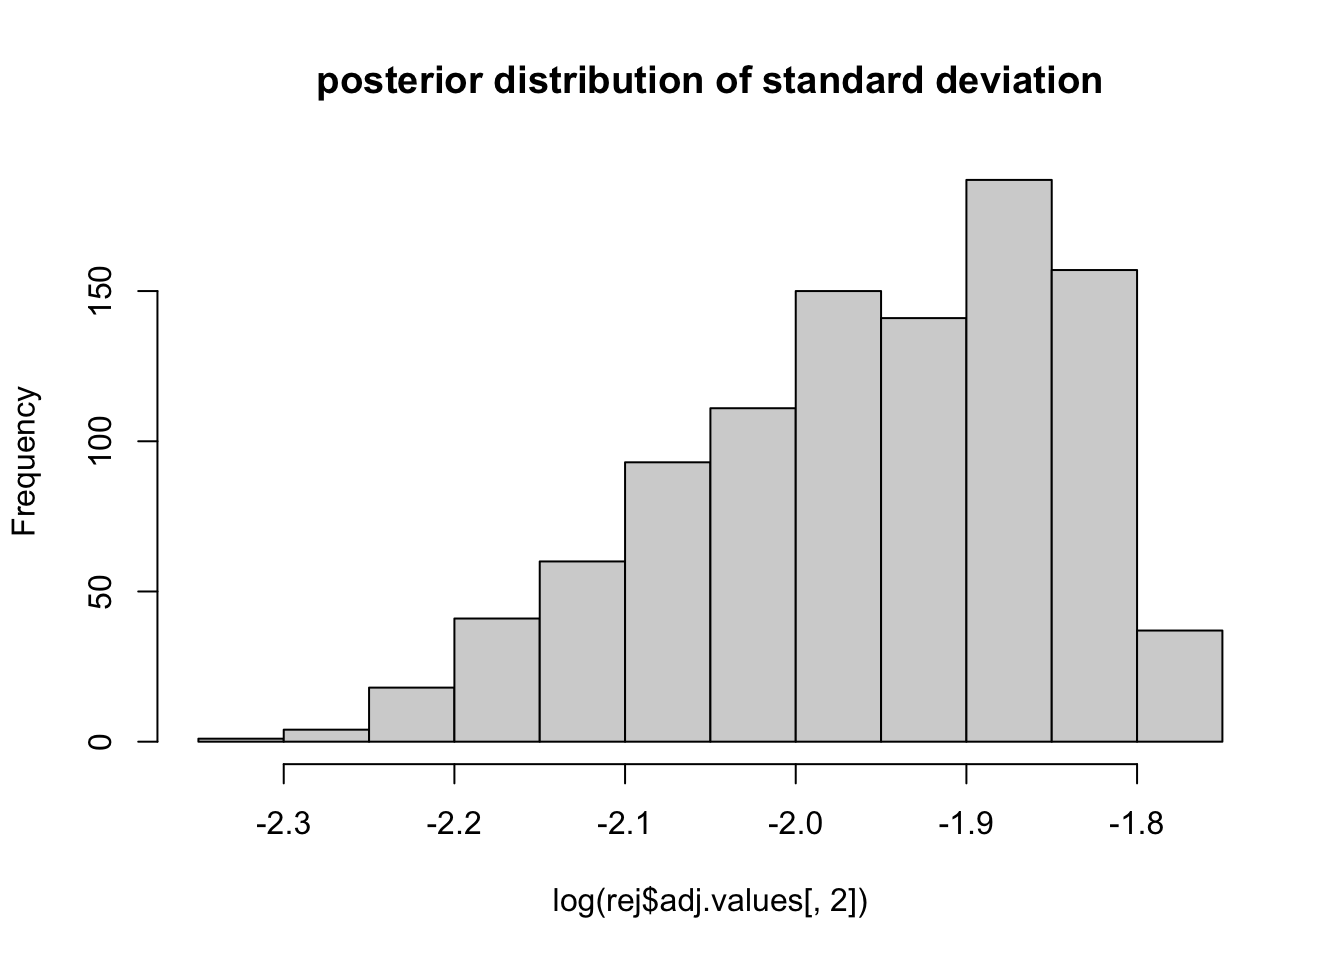 posterior distribution of standard deviation
Frequency
150
100
50
0
-2.3 -2.2 -2.1 -2.0 -1.9 -1.8
log(rej$adj.values[, 2])